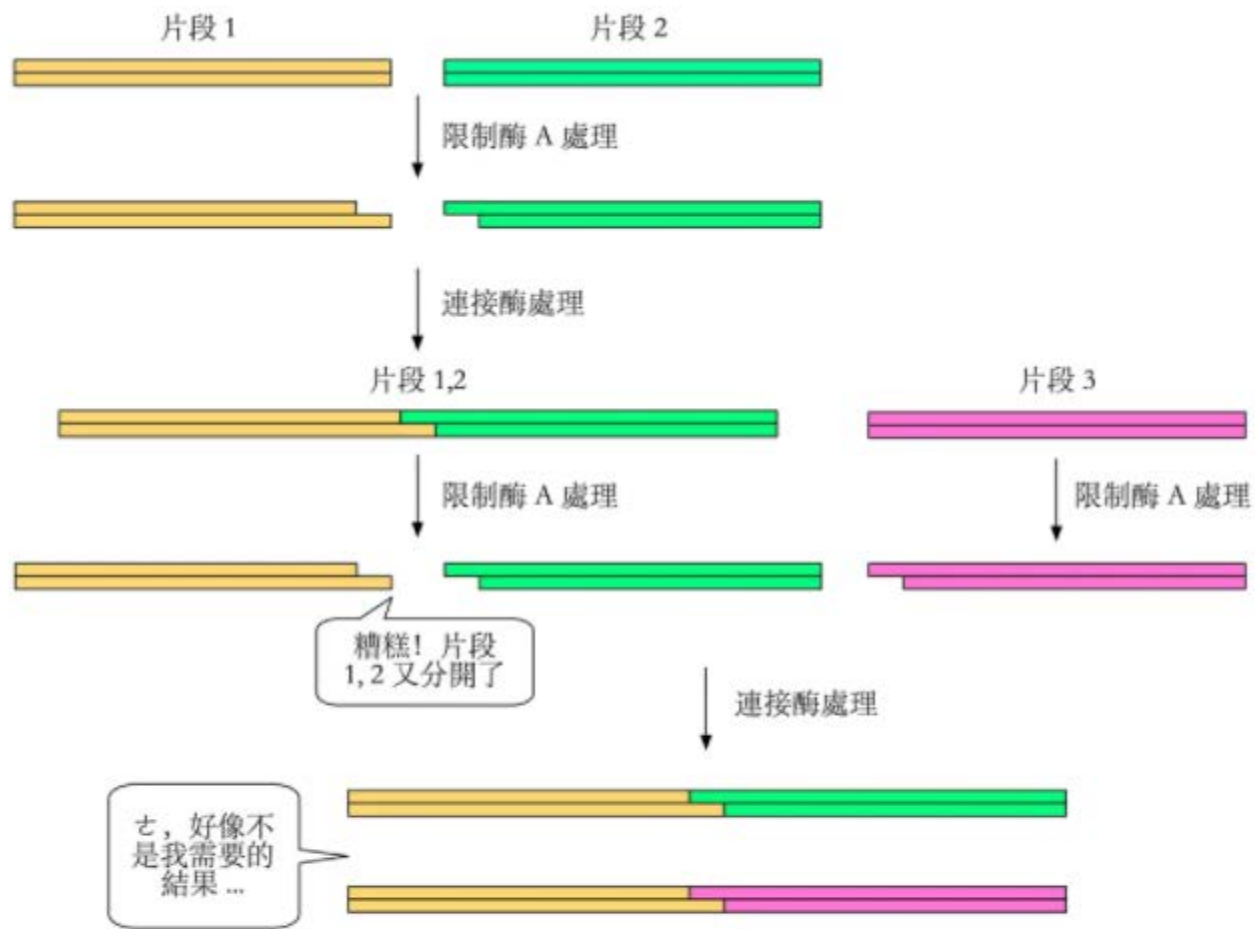 片段 1
片段 2
限制酶 A 處理
連接酶處理
片段 1,2
片段 3
限制酶 A 處理
限制酶 A 處理
糟糕！片段
1, 2 又分開了
連接酶處理
ㄜ，好像不
是我需要的
結果 ...